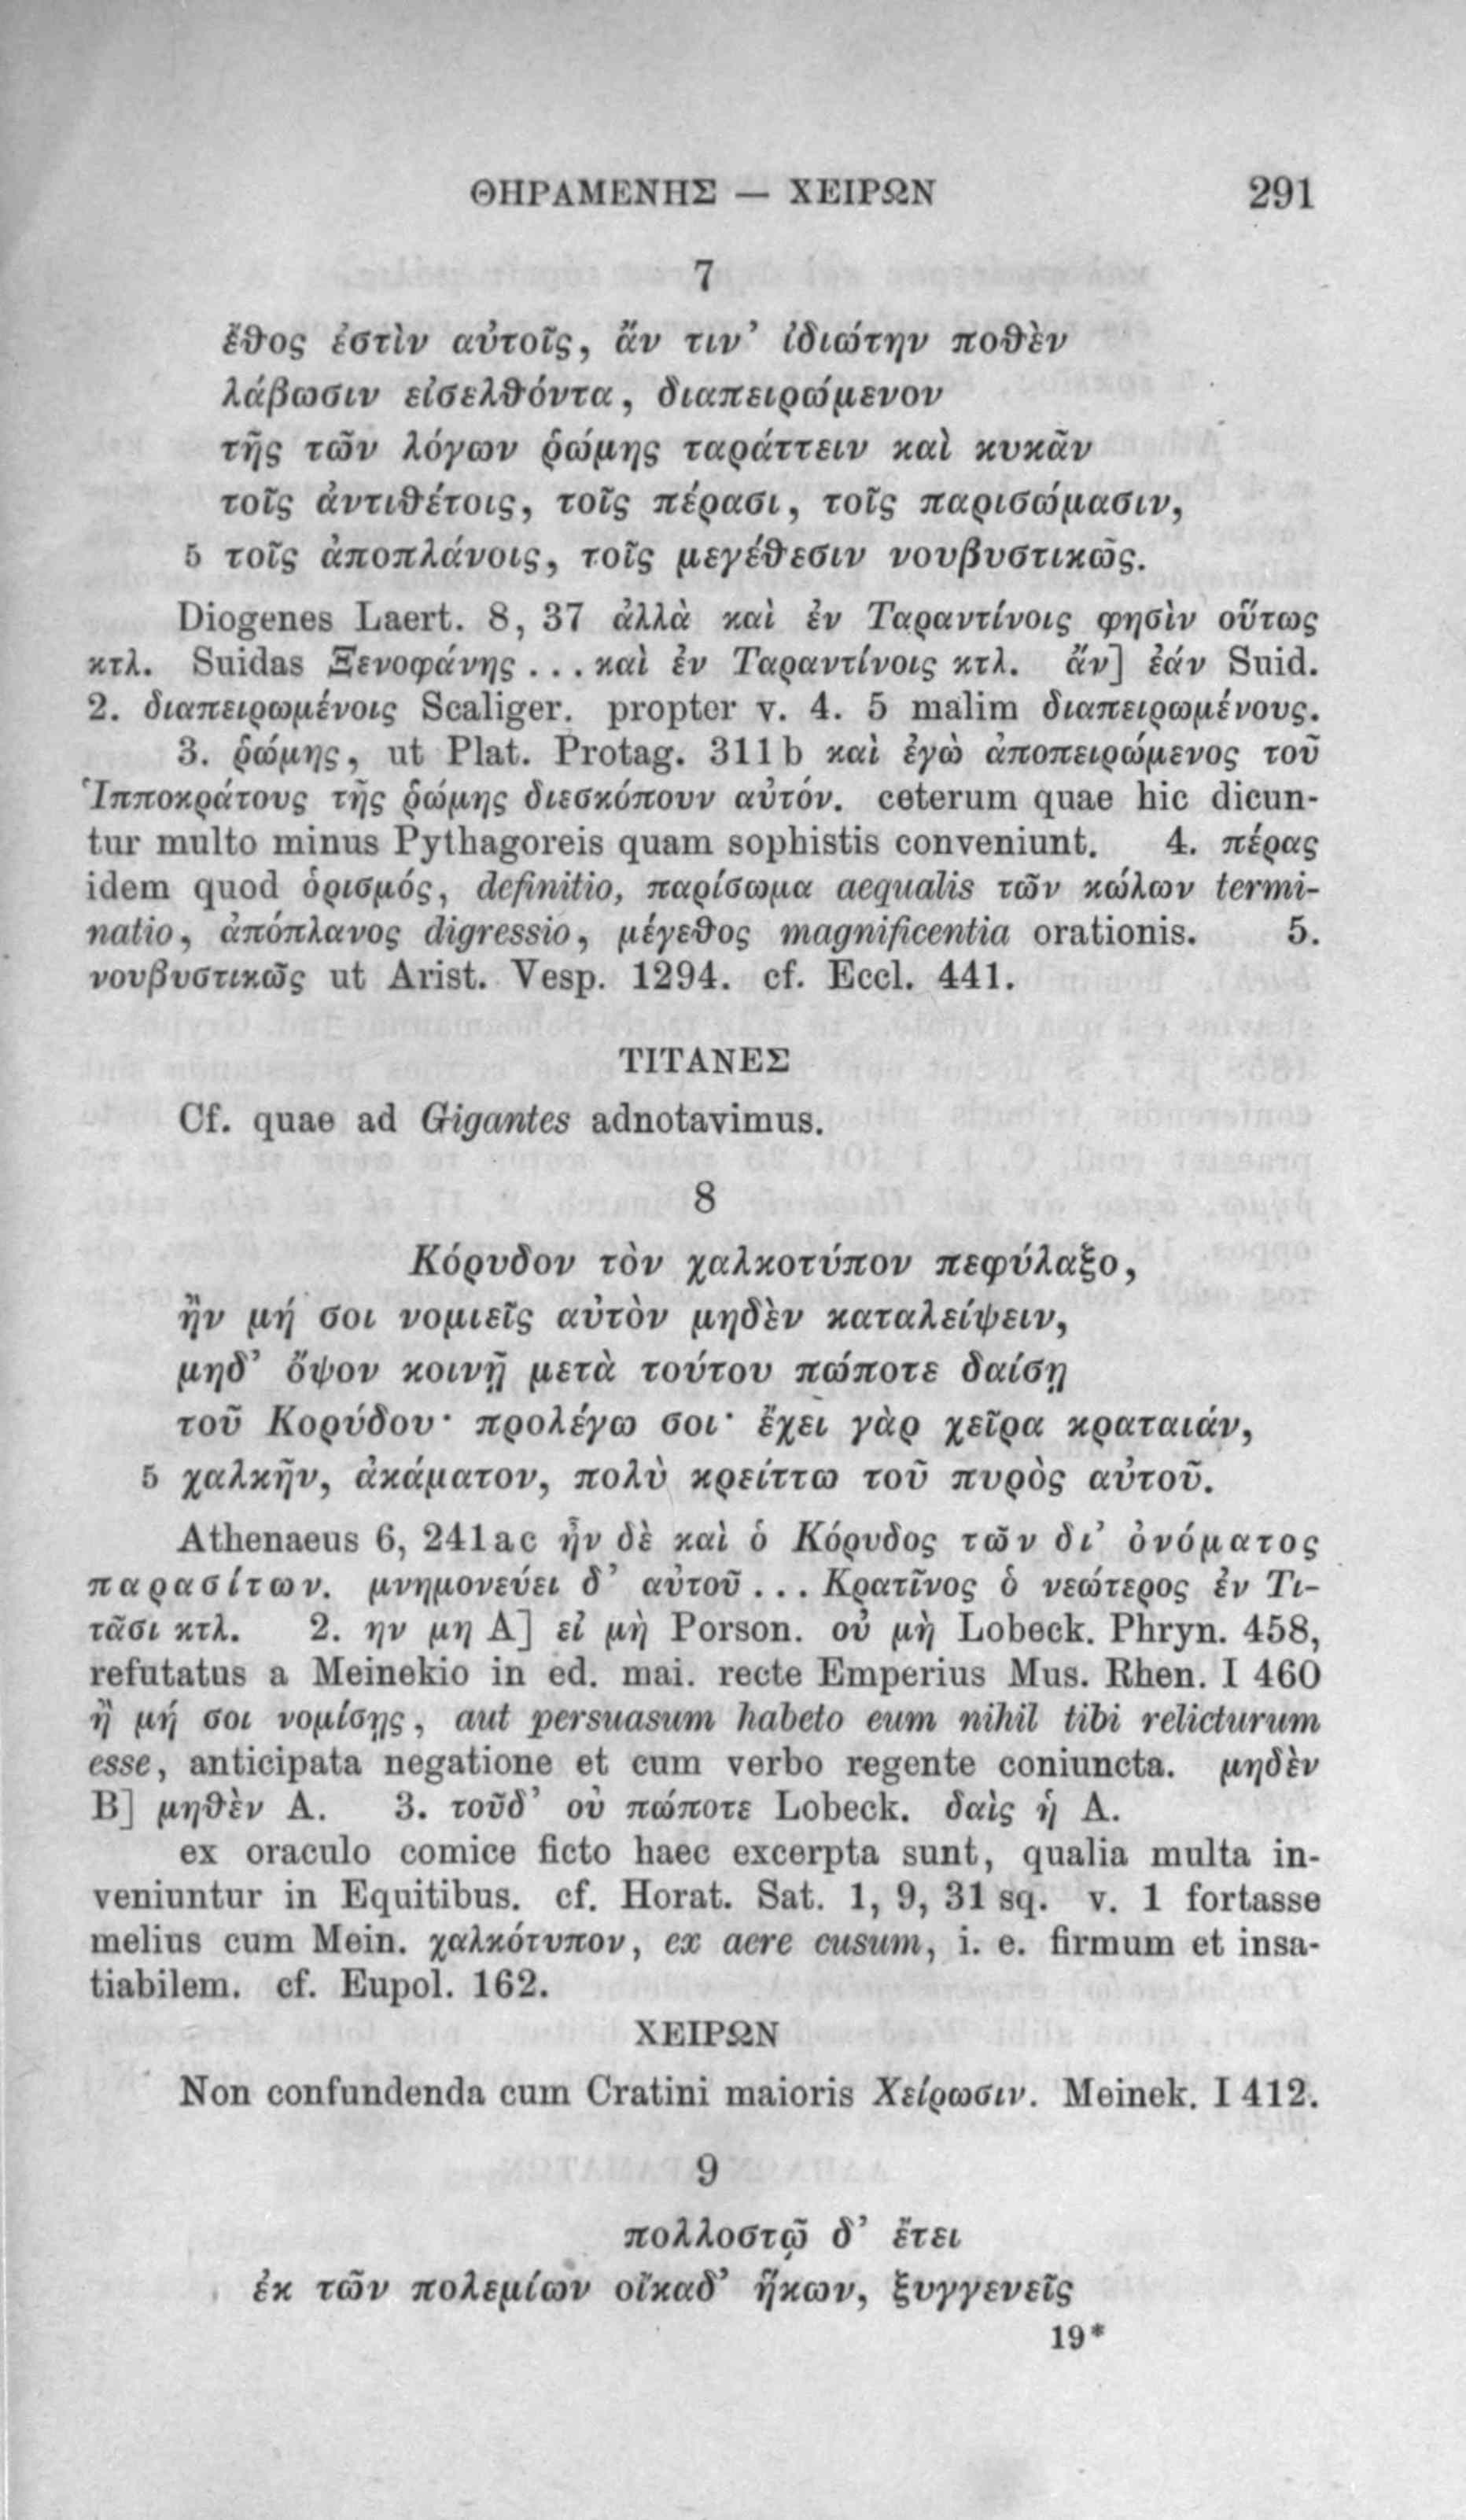 ΘΗΡΑΜΕΝΗΣ — ΧΕΙΡΩΝ 291
7
ἔθος ἐστὶν αὐτοῖς, ἄν τιν’ ἰδιώτην ποθὲν
λάβωσιν εἰσελθόντα, διαπειρώμενον
τῆς τῶν λόγων ῥώμης ταράττειν καὶ κυκᾶν
τοῖς ἀντιθέτοις, τοῖς πέρασι, τοῖς παρισώμασιν,
5 τοῖς ἀποπλάνοις, τοῖς μεγέθεσιν νουβυστικῶς.
Diogenes Laert. 8, 37 ἀλλὰ καὶ ἐν Ταραντίνοις φησὶν οὕτως
κτλ. Suidas Ξενοφάνης ... καὶ ἐν Ταραντίνοις κτλ. ἄν] ἐάν Suid.
2. διαπειρωμένοις Scaliger. propter v. 4. 5 malim διαπειρωμένους.
3. ῥώμης, ut Plat. Protag. 311b καὶ ἐγὼ ἀποπειρώμενος τοῦ
Ἱπποκράτους τῆς ῥώμης διεσκόπουν αὐτόν. ceterum quae hic dicun-
tur multo minus Pythagoreis quam sophistis conveniunt. 4. πέρας
idem quod ὁρισμός, definitio, παρίσωμα aequalis τῶν κώλων termi-
natio, ἀπόπλανος digressio, μέγεθος magnificentia orationis. 5.
νουβυστικῶς ut Arist. Vesp. 1294. cf. Eccl. 441.
ΤΙΤΑΝΕΣ
Cf. quae ad Gigantes adnotavimus.
8
Κόρυδον τὸν χαλκοτύπον πεφύλαξο,
ἢν μή σοι νομιεῖς αὐτὸν μηδὲν καταλείψειν,
μηδ’ ὄψον κοινῇ μετὰ τούτου πώποτε δαίσῃ
τοῦ Κορύδου· προλέγω σοι· ἔχει γὰρ χεῖρα κραταιάν,
5 χαλκῆν, ἀκάματον, πολὺ κρείττω τοῦ πυρὸς αὐτοῦ.
Athenaeus 6, 241ac ἦν δὲ καὶ ὁ Κόρυδος τῶν δι’ ὀνόματος
παρασίτων. μνημονεύει δ’ αὐτοῦ ... Κρατῖνος ὁ νεώτερος ἐν Τι-
τᾶσι κτλ. 2. ην μη A] εἰ μὴ Porson. οὐ μὴ Lobeck. Phryn. 458,
refutatus a Meinekio in ed. mai. recte Emperius Mus. Rhen. I 460
ἢ μή σοι νομίσῃς, aut persuasum habeto eum nihil tibi relicturum
esse, anticipata negatione et cum verbo regente coniuncta. μηδὲν
B] μηθὲν A. 3. τοῦδ’ οὐ πώποτε Lobeck. δαὶς ἡ A.
ex oraculo comice ficto haec excerpta sunt, qualia multa in-
veniuntur in Equitibus. cf. Horat. Sat. 1, 9, 31 sq. v. 1 fortasse
melius cum Mein. χαλκότυπον, ex aere cusum, i. e. firmum et insa-
tiabilem. cf. Eupol. 162.
ΧΕΙΡΩΝ
Non confundenda cum Cratini maioris Χείρωσιν. Meinek. I 412.
9
πολλοστῷ δ’ ἔτει
ἐκ τῶν πολεμίων οἴκαδ’ ἥκων, ξυγγενεῖς
19*